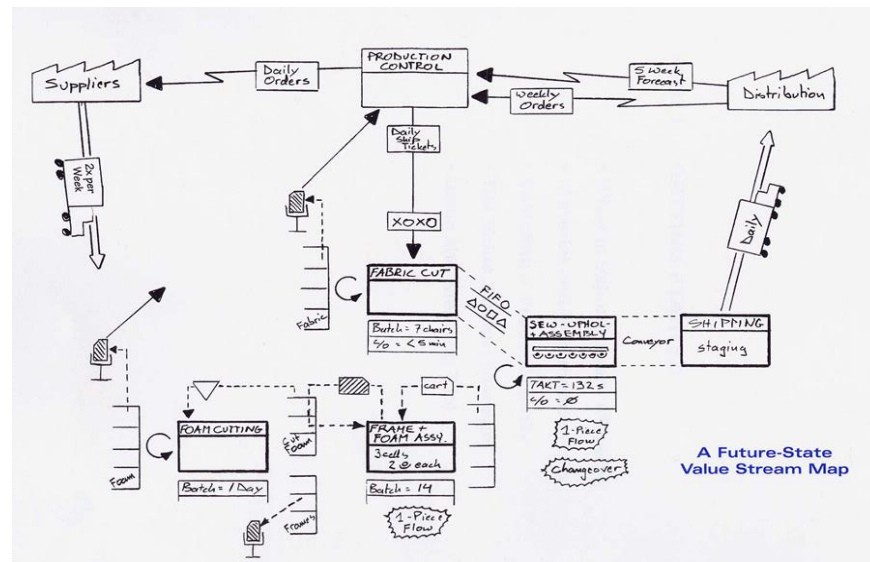 PRODUCTION
CONTROL
Suppliers
Daily
Orders
5 Week
Forecast
Weekly
Orders
Distribution
Daily
Ship
Tickets
2x per
Week
XOXO
Daily
FABRIC CUT
Fabric
Batch = 7 chairs
c/o = < 5 min
FIFO
SEW-UPHOL-
+ ASSEMBLY
Conveyor
SHIPPING
staging
TAKT = 132 s
c/o = Ø
1-Piece
Flow
Changeover
cart
FOAM CUTTING
Foam
Batch = 1 Day
Cut
Foam
FRAME +
FOAM ASSY.
3 cells
2 @ each
Batch = 14
1-Piece
Flow
Frames
A Future-State
Value Stream Map